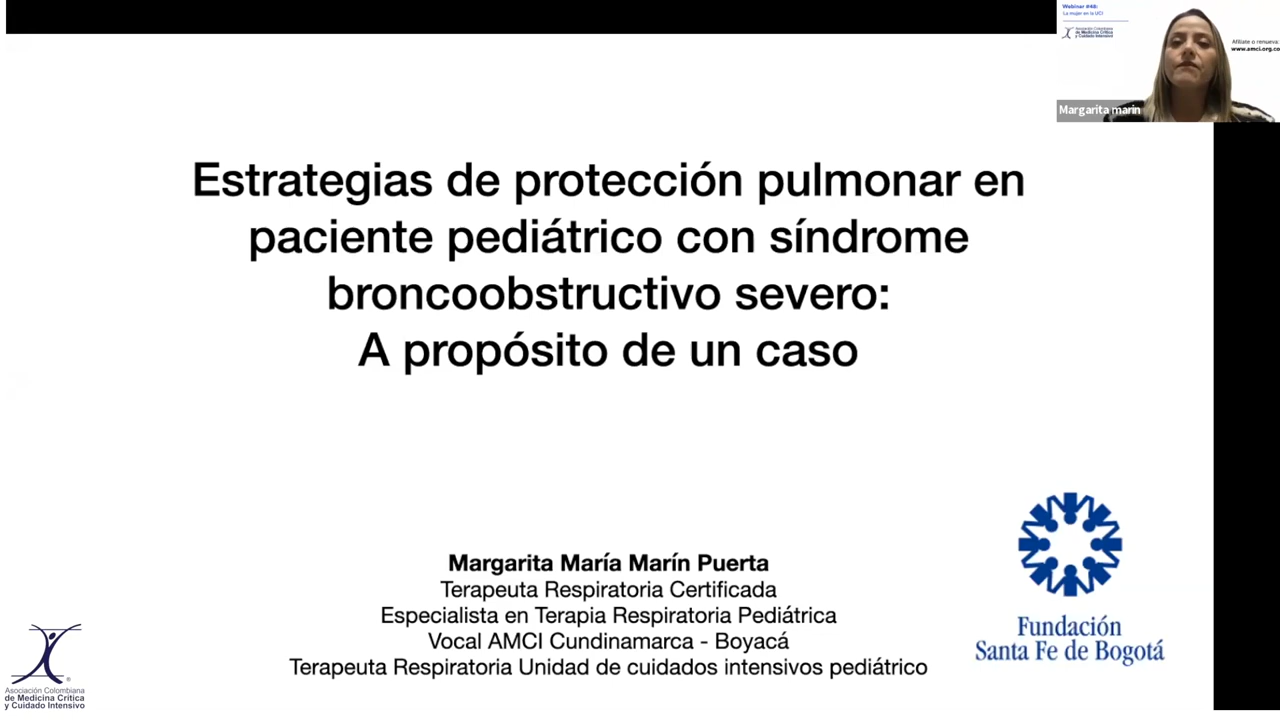 Webinar #48:
La mujer en la UCI
Asociación Colombiana
de Medicina Crítica
y Cuidado Intensivo
Afíliate o renueva:
www.amci.org.co
Margarita marin
Estrategias de protección pulmonar en
paciente pediátrico con síndrome
broncoobstructivo severo:
A propósito de un caso
Margarita María Marín Puerta
Terapeuta Respiratoria Certificada
Especialista en Terapia Respiratoria Pediátrica
Vocal AMCI Cundinamarca - Boyacá
Terapeuta Respiratoria Unidad de cuidados intensivos pediátrico
Fundación
Santa Fe de Bogotá
®
Asociación Colombiana
de Medicina Crítica
y Cuidado Intensivo